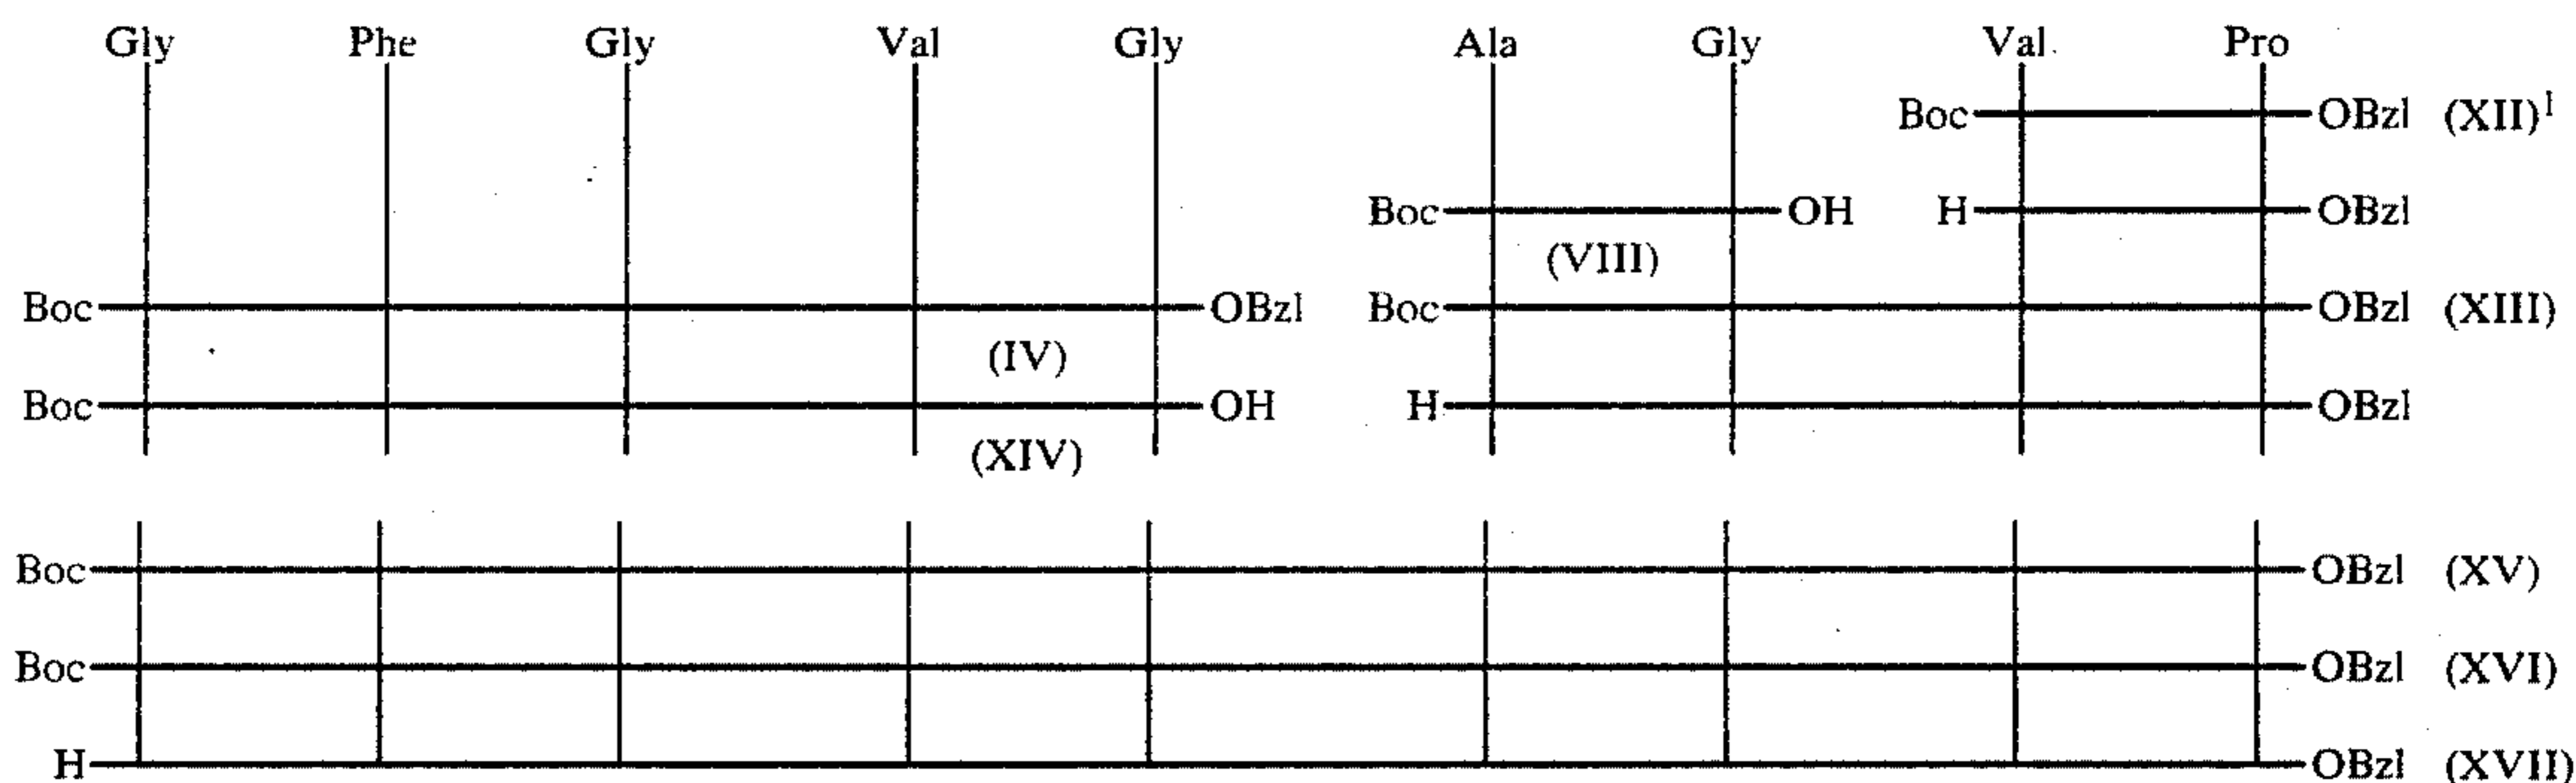 Gly Phe Gly Val Gly Ala Gly Val Pro
Boc OBzl (XII)¹
Boc OH H OBzl
(VIII)
Boc OBzl Boc OBzl (XIII)
(IV)
Boc OH H OBzl
(XIV)
Boc OBzl (XV)
Boc OBzl (XVI)
H OBzl (XVII)